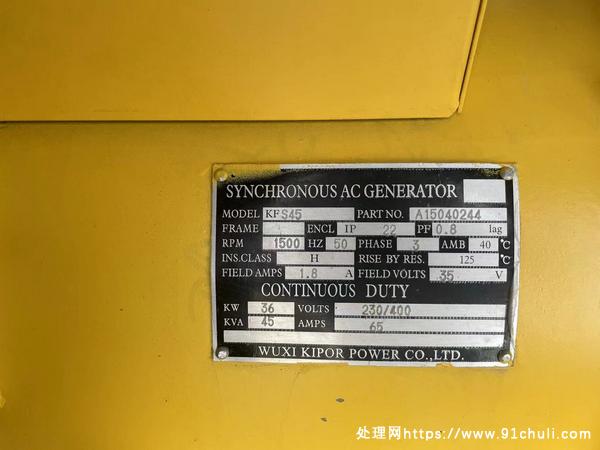 SYNCHRONOUS AC GENERATOR
MODEL KFS45 PART NO. A15040244
FRAME ENCL IP 22 PF 0.8 lag
RPM 1500 HZ 50 PHASE 3 AMB 40 °C
INS.CLASS H RISE BY RES. 125 °C
FIELD AMPS 1.8 A FIELD VOLTS 35 V
CONTINUOUS DUTY
KW 36 VOLTS 230/400
KVA 45 AMPS 65
WUXI KIPOR POWER CO.,LTD.
处理网https://www.91chuli.com/